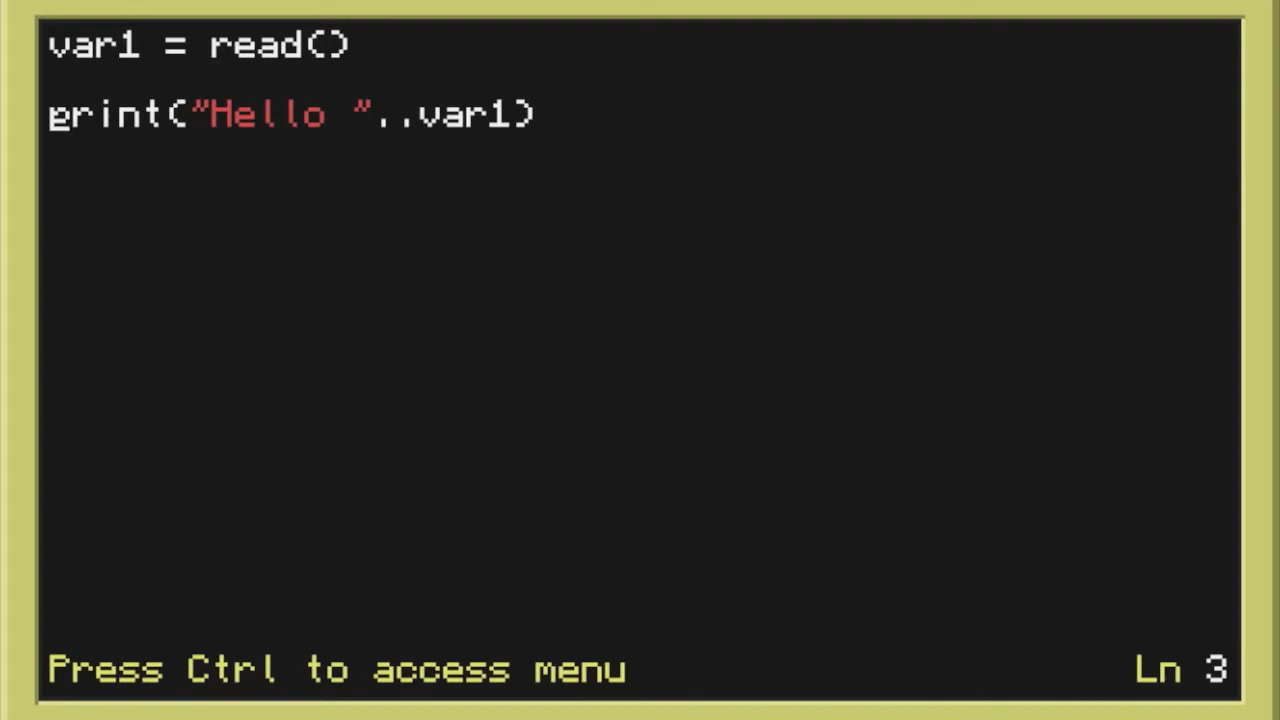 var1 = read()
print("Hello "..var1)
Press Ctrl to access menu
Ln 3